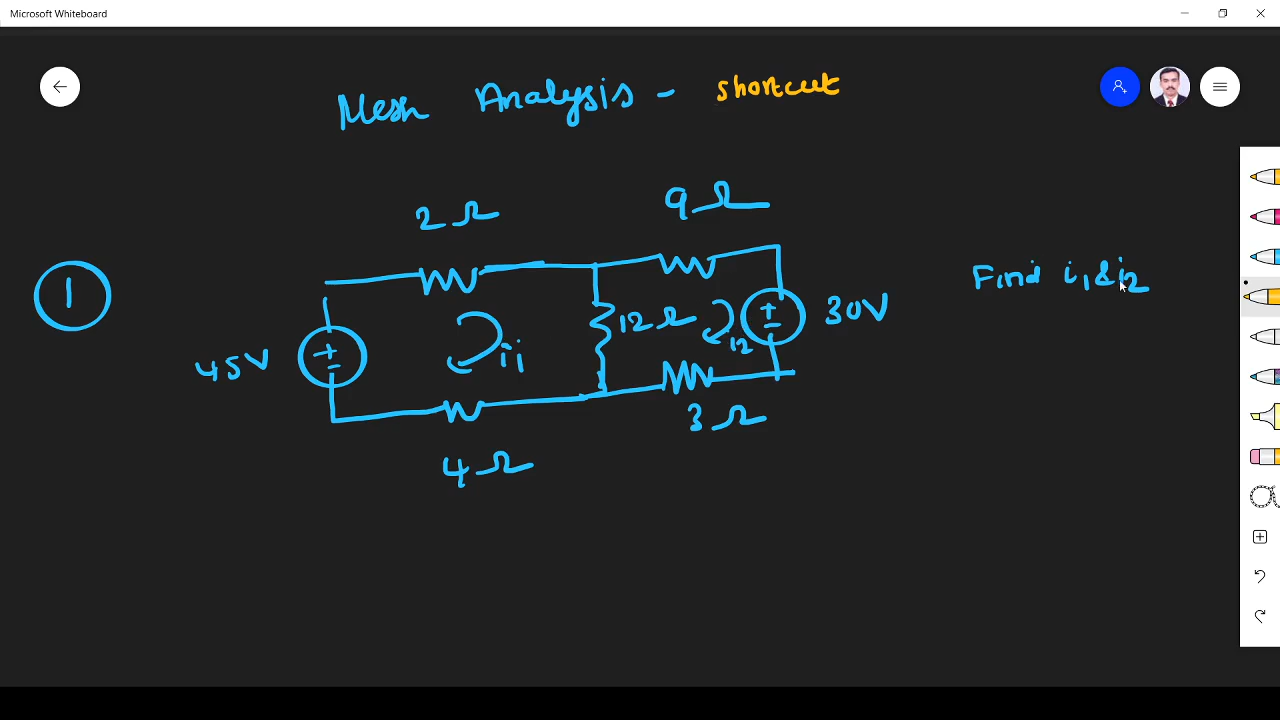 Microsoft Whiteboard
Mesh Analysis - shortcut
1
2 Ω
9 Ω
Find i1 & i2
45V
+
-
i1
12 Ω
i2
+
-
30V
4 Ω
3 Ω